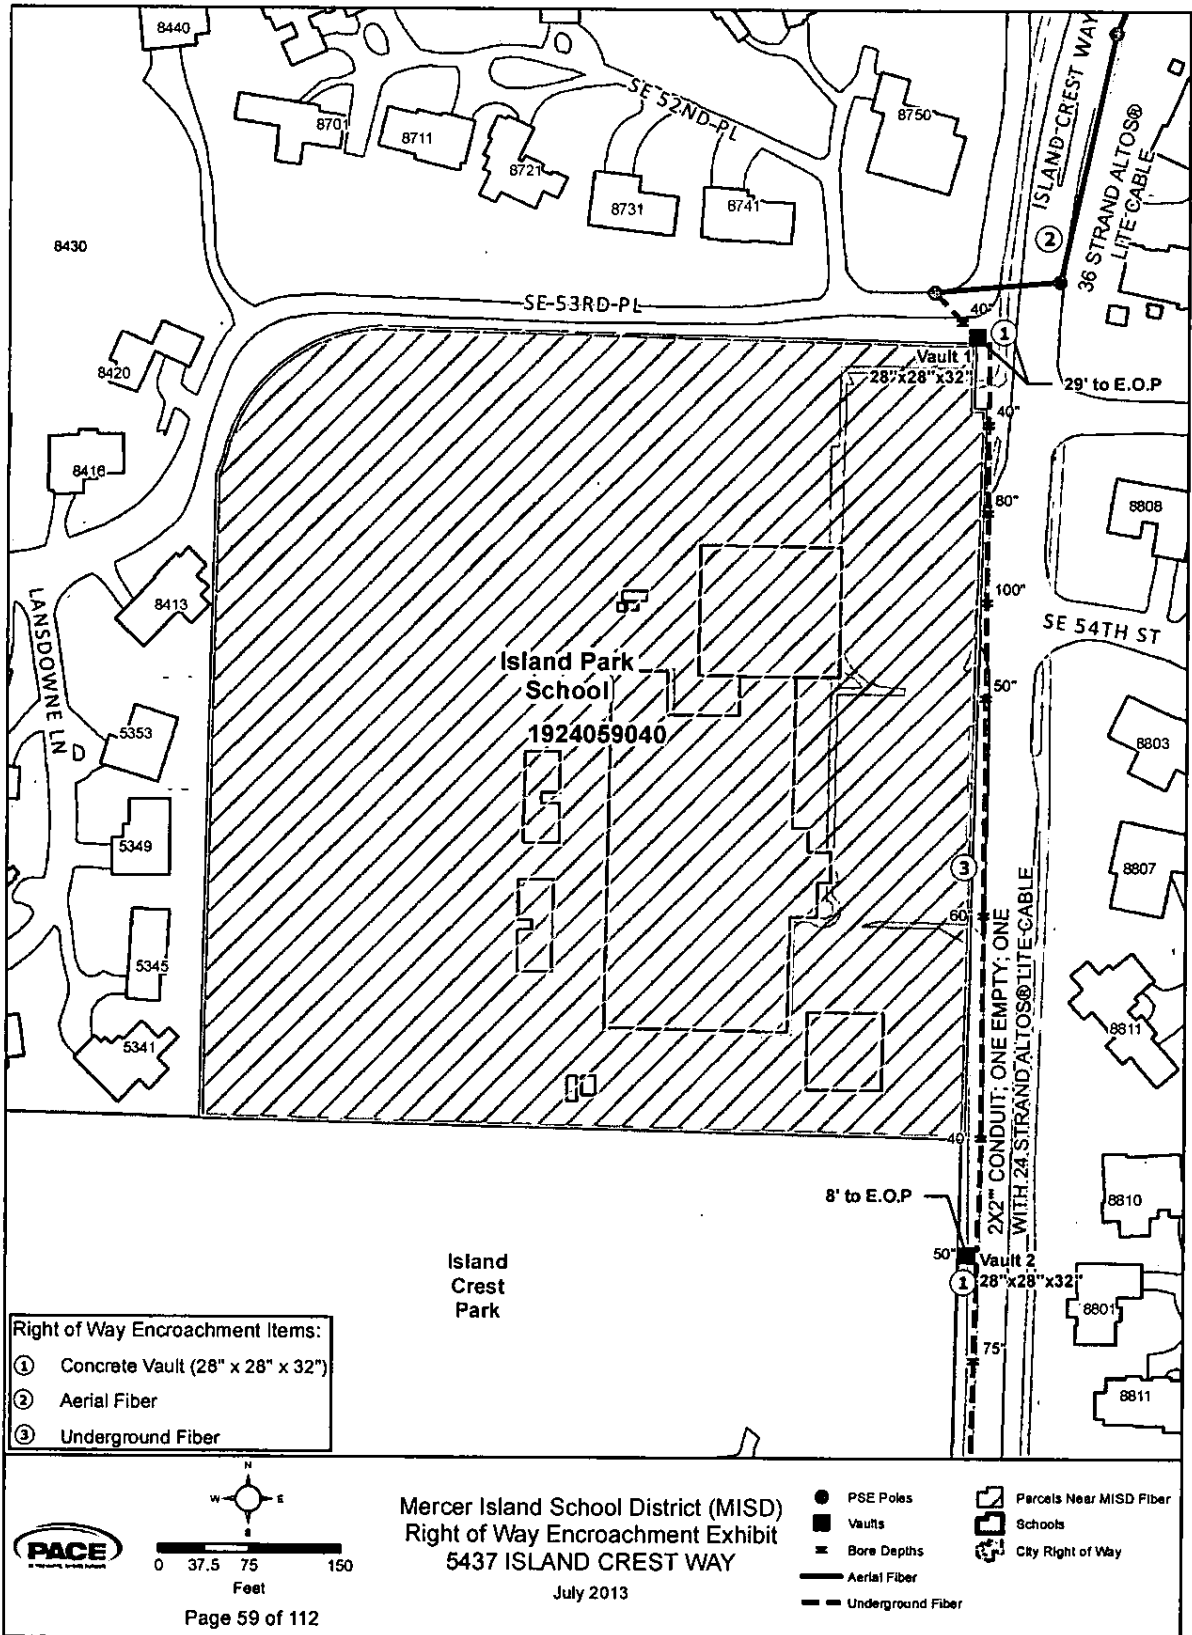 8440
8701
8711
8721
8731
8741
8750
SE 52ND PL
ISLAND CREST WAY
36 STRAND ALTOS®
LITE CABLE
②
8430
SE 53RD PL
40"
①
Vault 1
28"x28"x32"
29' to E.O.P
8420
40"
8416
80"
8808
8413
100"
SE 54TH ST
LANSDOWNE LN
Island Park
School
1924059040
50"
5353
8803
5349
8807
③
60"
5345
5341
8811
2X2" CONDUIT; ONE EMPTY; ONE
WITH 24 STRAND ALTOS® LITE CABLE
40"
8' to E.O.P
8810
50"
Vault 2
① 28"x28"x32"
Island
Crest
Park
8801
75"
8811
Right of Way Encroachment Items:
① Concrete Vault (28" x 28" x 32")
② Aerial Fiber
③ Underground Fiber
N
W
E
S
PACE
0 37.5 75 150
Feet
Page 59 of 112
Mercer Island School District (MISD)
Right of Way Encroachment Exhibit
5437 ISLAND CREST WAY
July 2013
PSE Poles
Vaults
Bore Depths
Aerial Fiber
Underground Fiber
Parcels Near MISD Fiber
Schools
City Right of Way